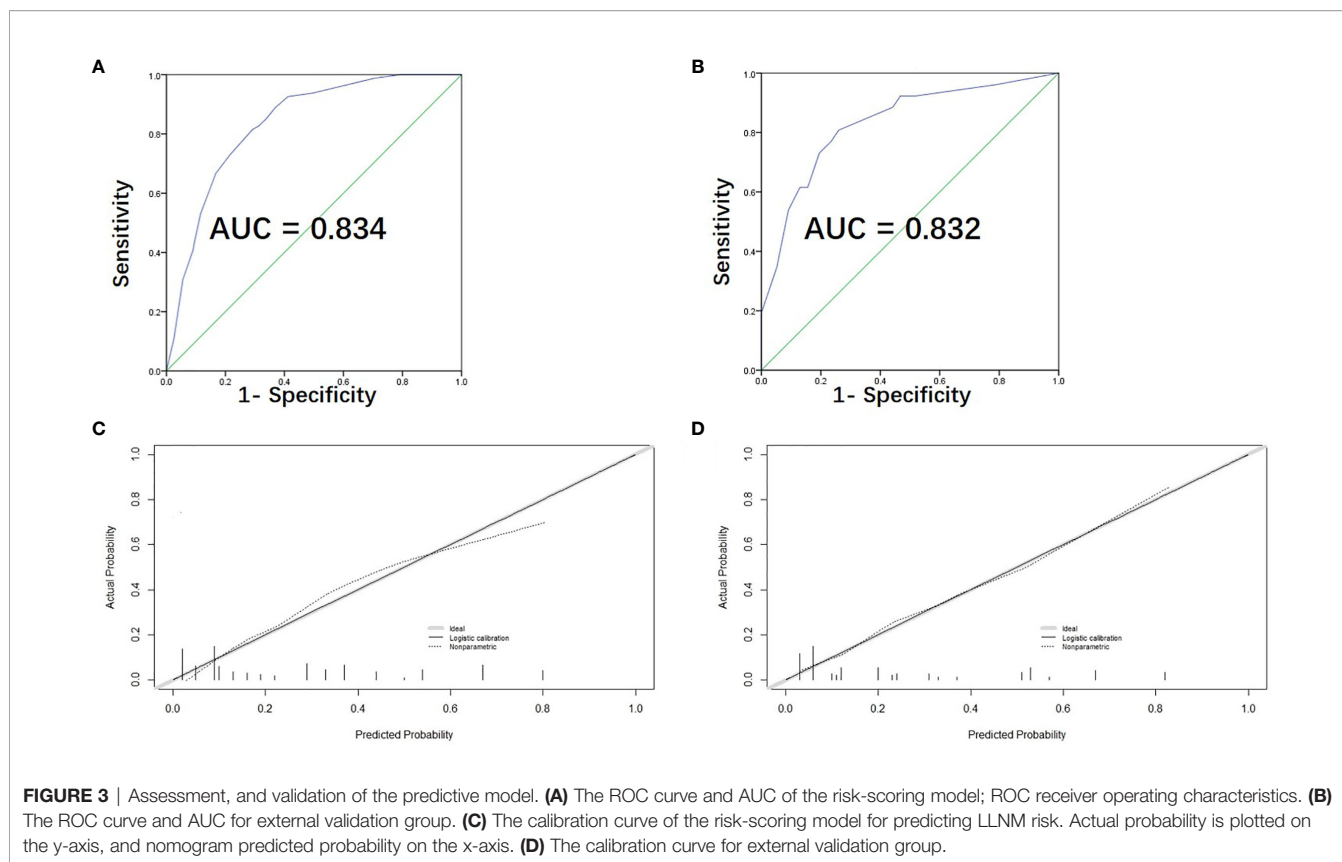 A
1.0
0.8
0.6
0.4
0.2
0.0
0.0
0.2
0.4
0.6
0.8
1.0
Sensitivity
AUC = 0.834
1- Specificity
B
1.0
0.8
0.6
0.4
0.2
0.0
0.0
0.2
0.4
0.6
0.8
1.0
Sensitivity
AUC = 0.832
1- Specificity
C
1.0
0.8
0.6
0.4
0.2
0.0
Actual Probability
Ideal
Logistic calibration
Nonparametric
0.0
0.2
0.4
0.6
0.8
1.0
Predicted Probability
D
1.0
0.8
0.6
0.4
0.2
0.0
Actual Probability
Ideal
Logistic calibration
Nonparametric
0.0
0.2
0.4
0.6
0.8
1.0
Predicted Probability
FIGURE 3 | Assessment, and validation of the predictive model. (A) The ROC curve and AUC of the risk-scoring model; ROC receiver operating characteristics. (B)
The ROC curve and AUC for external validation group. (C) The calibration curve of the risk-scoring model for predicting LLNM risk. Actual probability is plotted on
the y-axis, and nomogram predicted probability on the x-axis. (D) The calibration curve for external validation group.